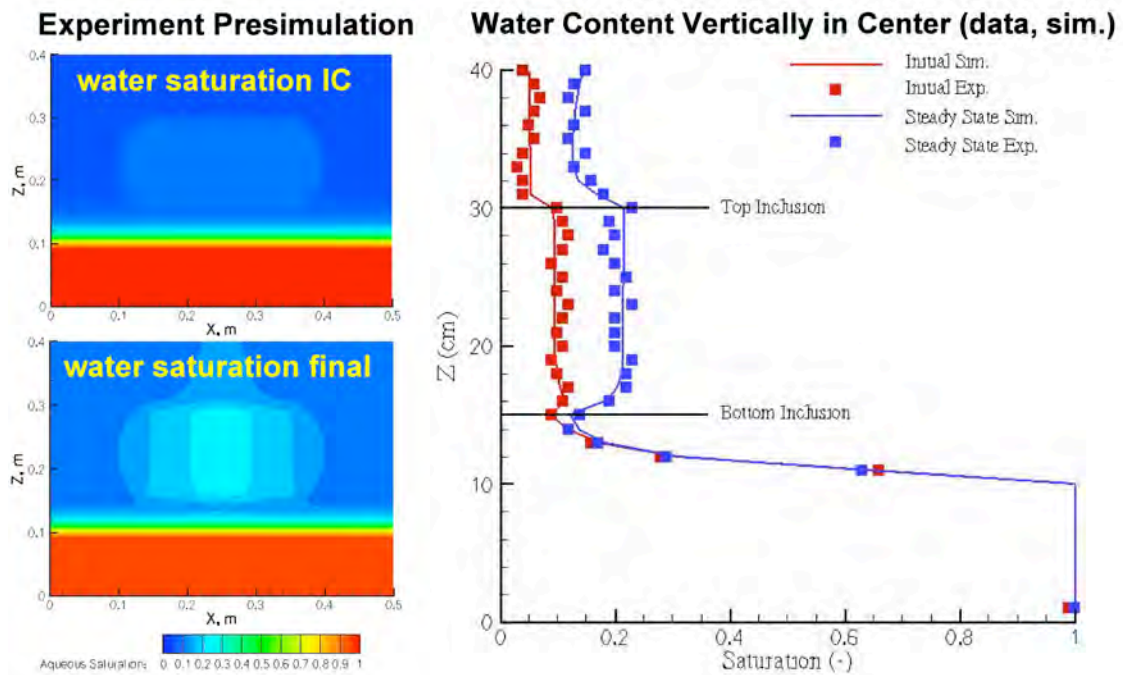 Experiment Presimulation
water saturation IC
0.4
0.3
0.2
0.1
0
Z, m
0 0.1 0.2 0.3 0.4 0.5
X, m
water saturation final
0.4
0.3
0.2
0.1
0
Z, m
0 0.1 0.2 0.3 0.4 0.5
X, m
Aqueous Saturation: 0 0.1 0.2 0.3 0.4 0.5 0.6 0.7 0.8 0.9 1
Water Content Vertically in Center (data, sim.)
Initial Sim.
Initial Exp.
Steady State Sim.
Steady State Exp.
40
30
20
10
0
Z (cm)
Top Inclusion
Bottom Inclusion
0 0.2 0.4 0.6 0.8 1
Saturation (-)